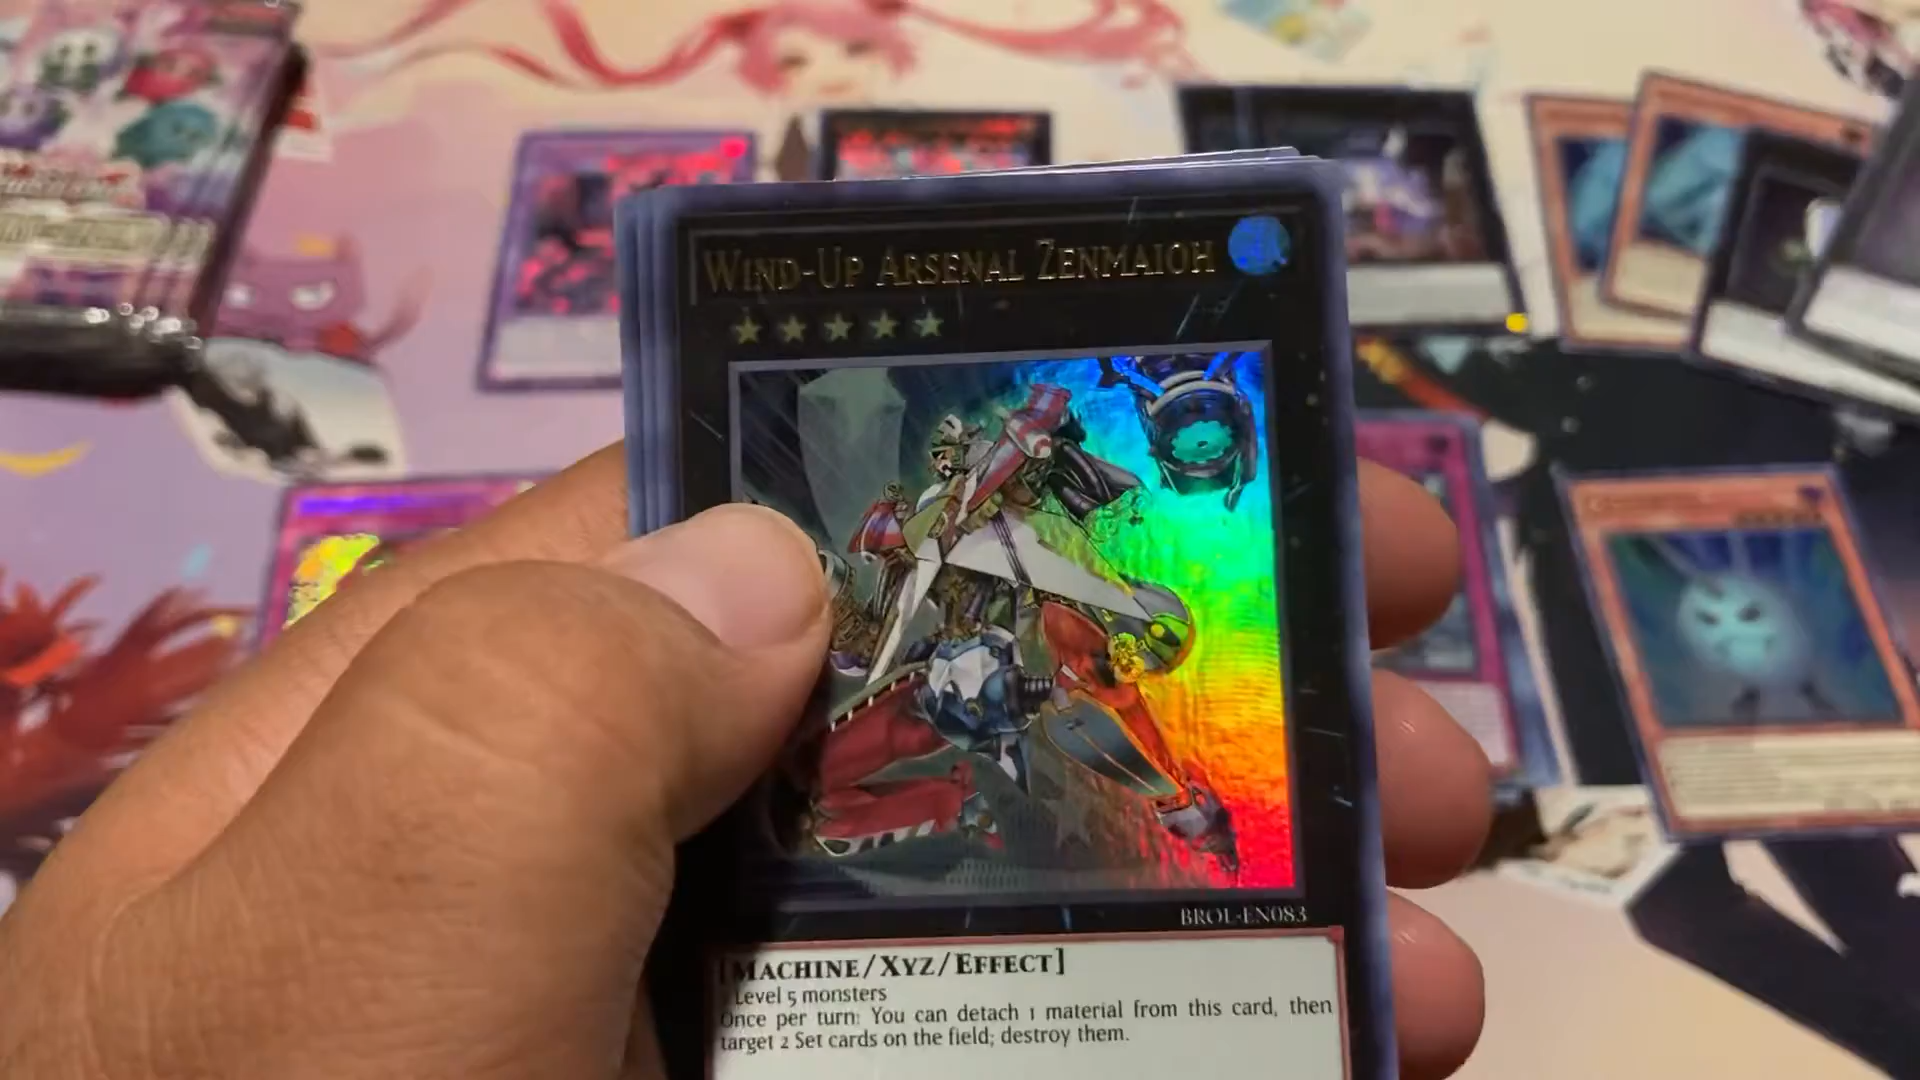 WIND-UP ARSENAL ZENMAIOH
BROL-EN083
[MACHINE/XYZ/EFFECT]
Level 5 monsters
Once per turn: You can detach 1 material from this card, then
target 2 Set cards on the field; destroy them.